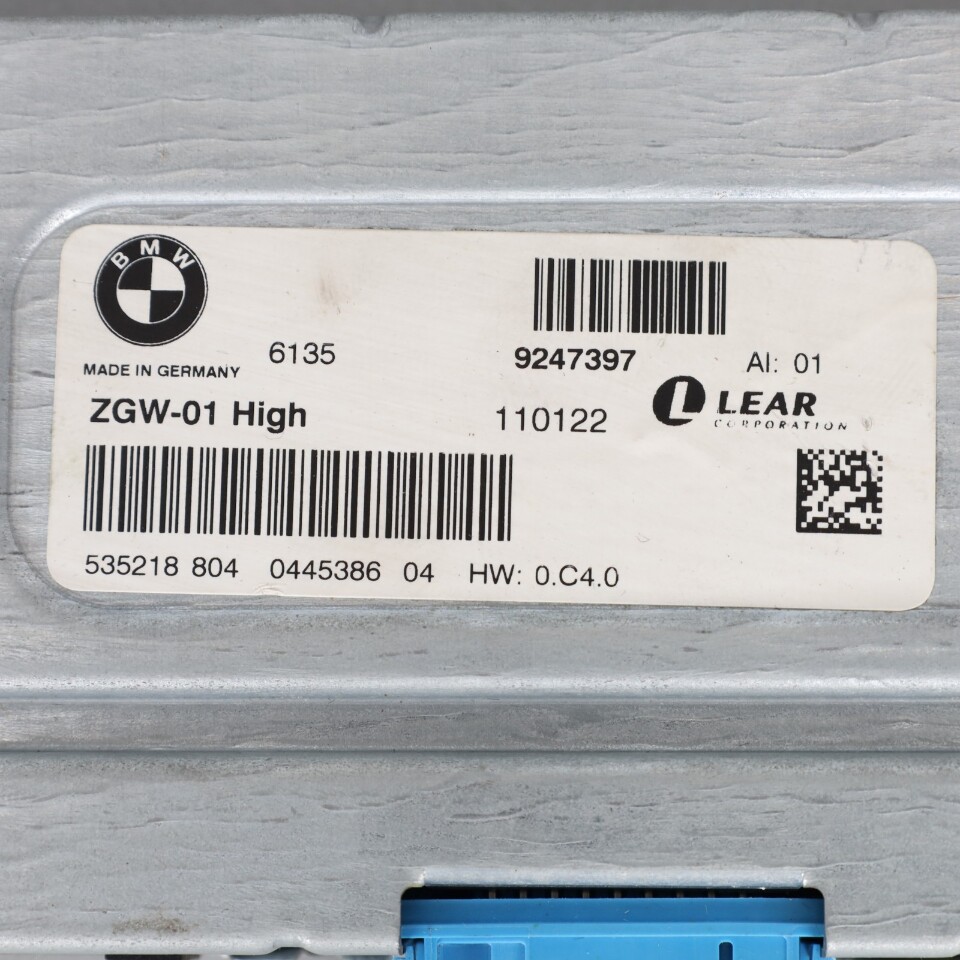 BMW
MADE IN GERMANY
6135
9247397 AI: 01
ZGW-01 High
110122
L LEAR
CORPORATION
535218 804 0445386 04 HW: 0.C4.0